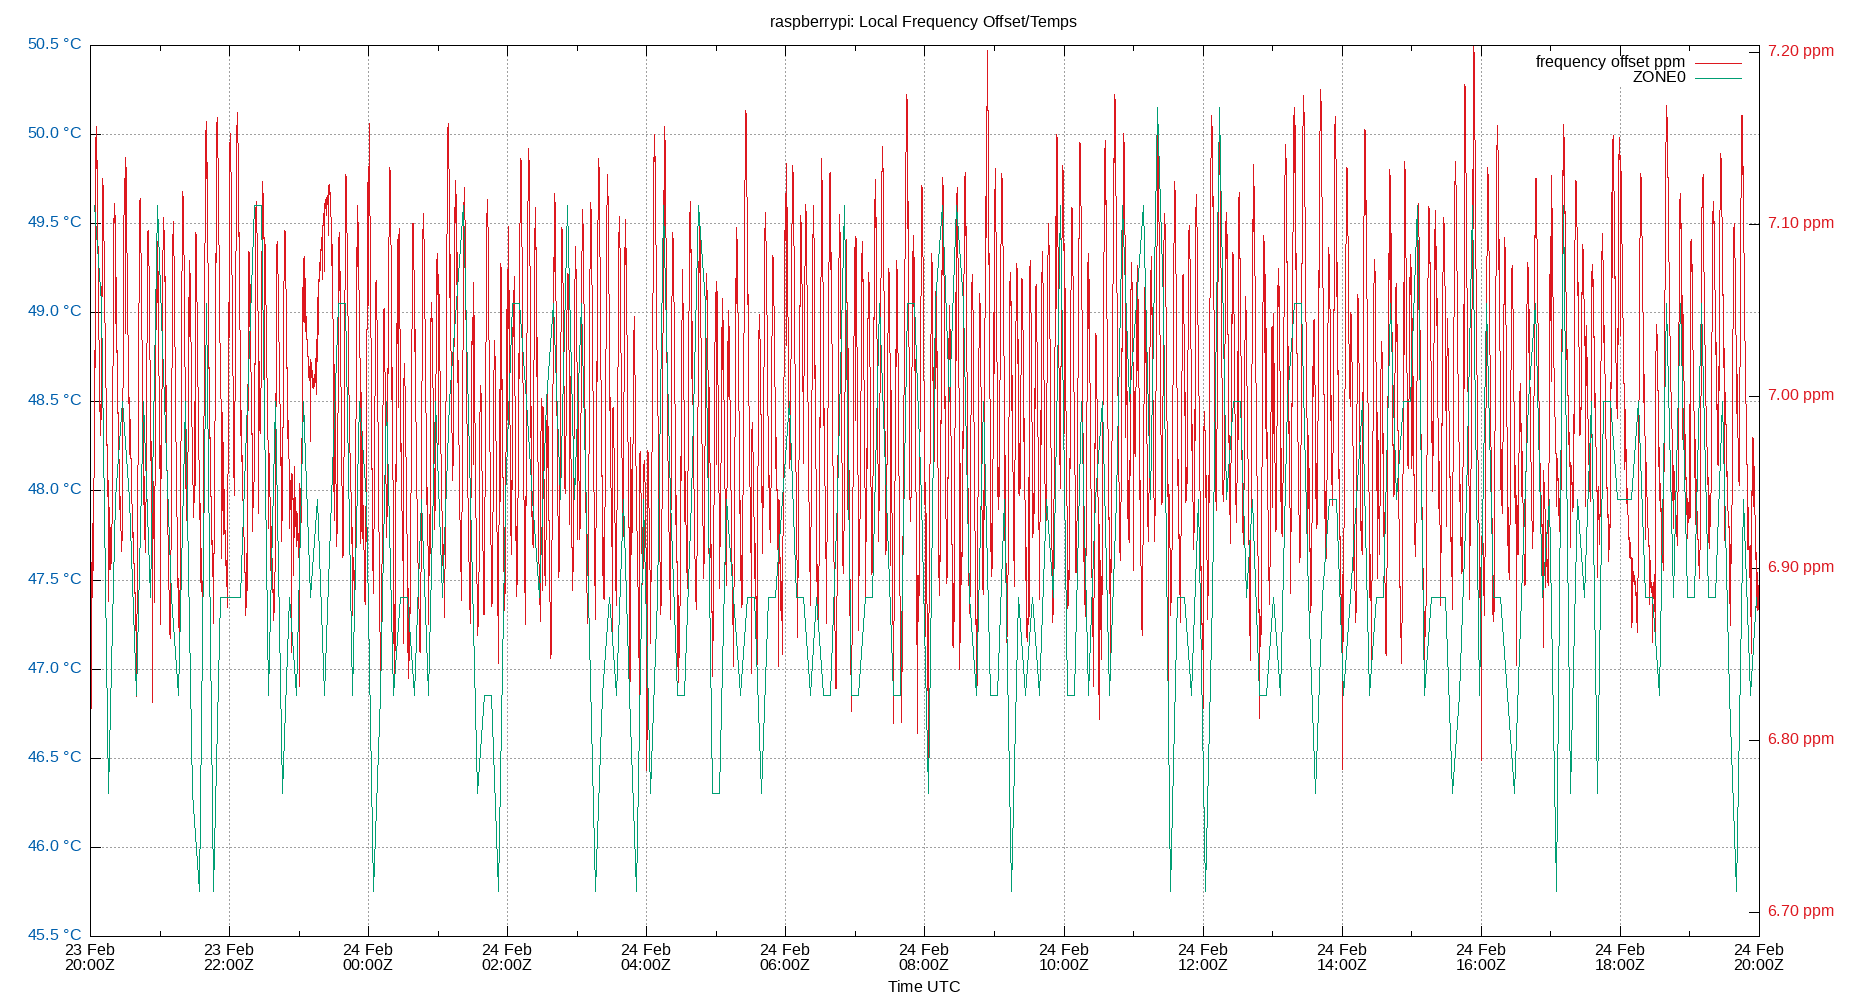 raspberrypi: Local Frequency Offset/Temps
50.5 °C
50.0 °C
49.5 °C
49.0 °C
48.5 °C
48.0 °C
47.5 °C
47.0 °C
46.5 °C
46.0 °C
45.5 °C
7.20 ppm
7.10 ppm
7.00 ppm
6.90 ppm
6.80 ppm
6.70 ppm
frequency offset ppm
ZONE0
23 Feb
20:00Z
23 Feb
22:00Z
24 Feb
00:00Z
24 Feb
02:00Z
24 Feb
04:00Z
24 Feb
06:00Z
24 Feb
08:00Z
24 Feb
10:00Z
24 Feb
12:00Z
24 Feb
14:00Z
24 Feb
16:00Z
24 Feb
18:00Z
24 Feb
20:00Z
Time UTC